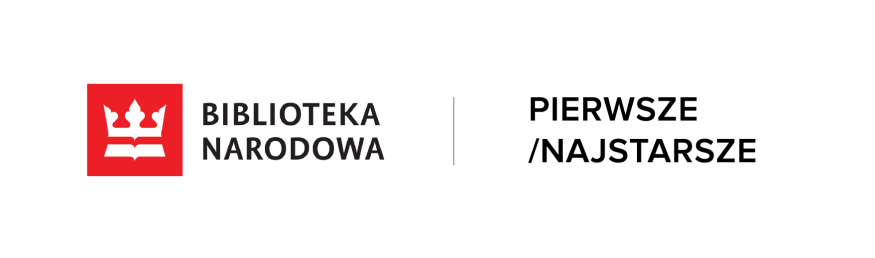 BIBLIOTEKA
NARODOWA
PIERWSZE
/NAJSTARSZE